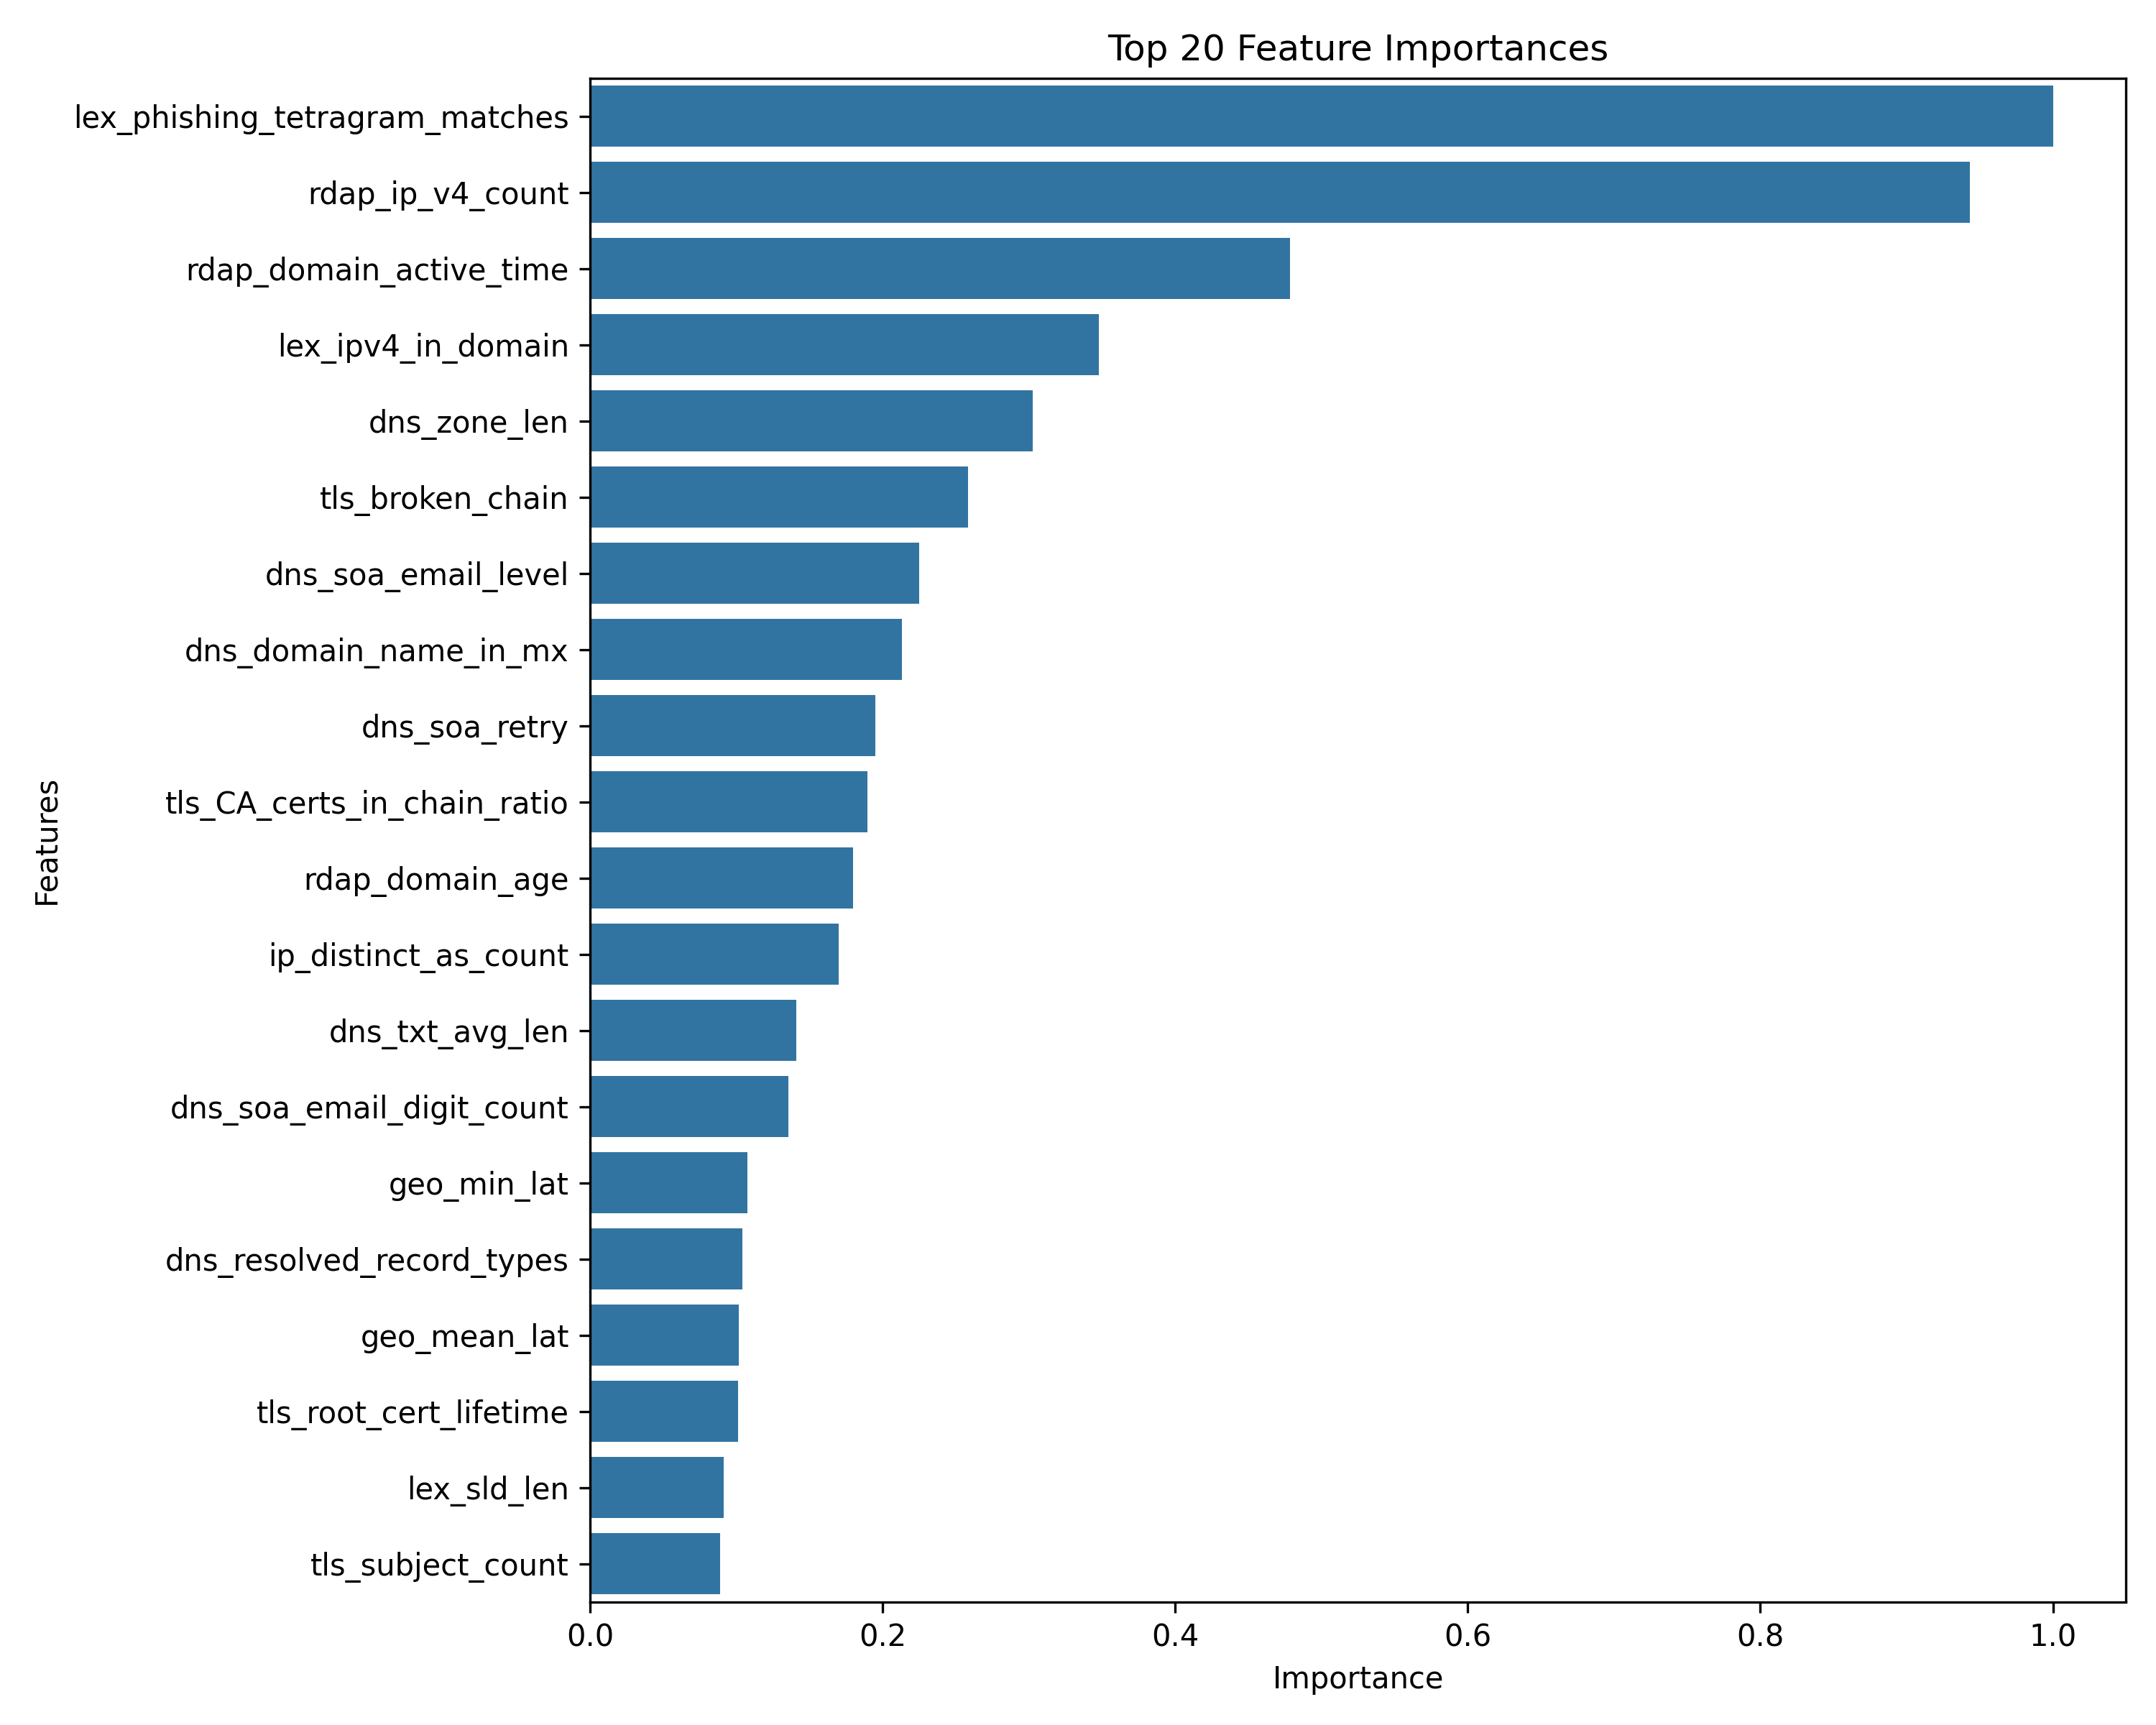 Top 20 Feature Importances
lex_phishing_tetragram_matches
rdap_ip_v4_count
rdap_domain_active_time
lex_ipv4_in_domain
dns_zone_len
tls_broken_chain
dns_soa_email_level
dns_domain_name_in_mx
dns_soa_retry
tls_CA_certs_in_chain_ratio
rdap_domain_age
ip_distinct_as_count
dns_txt_avg_len
dns_soa_email_digit_count
geo_min_lat
dns_resolved_record_types
geo_mean_lat
tls_root_cert_lifetime
lex_sld_len
tls_subject_count
Features
0.0 0.2 0.4 0.6 0.8 1.0
Importance